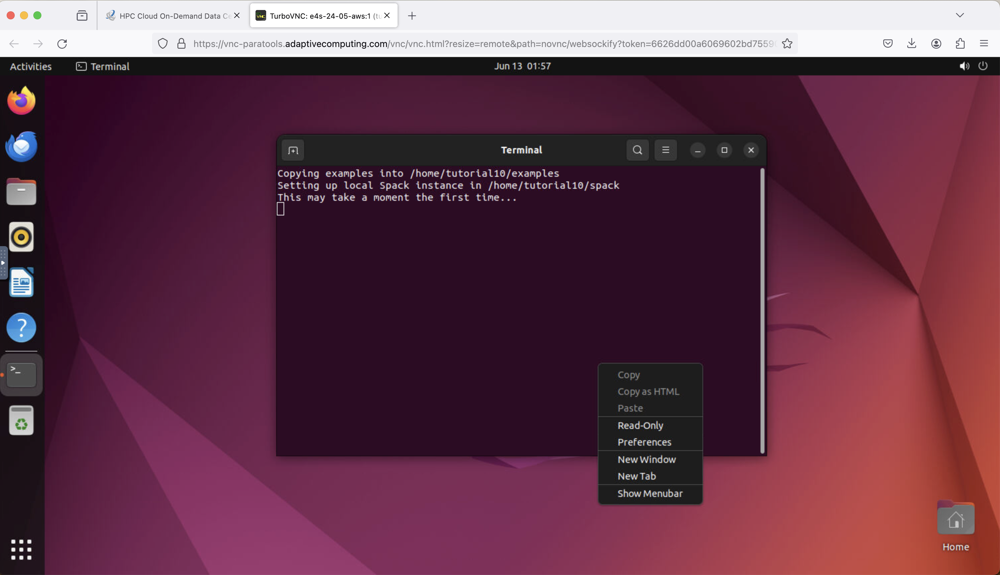 HPC Cloud On-Demand Data Ce
TurboVNC: e4s-24-05-aws:1 (tu
https://vnc-paratools.adaptivecomputing.com/vnc/vnc.html?resize=remote&path=novnc/websockify?token=6626dd00a6069602bd75590
Activities
Terminal
Jun 13 01:57
Terminal
Copying examples into /home/tutorial10/examples
Setting up local Spack instance in /home/tutorial10/spack
This may take a moment the first time...
Copy
Copy as HTML
Paste
Read-Only
Preferences
New Window
New Tab
Show Menubar
Home